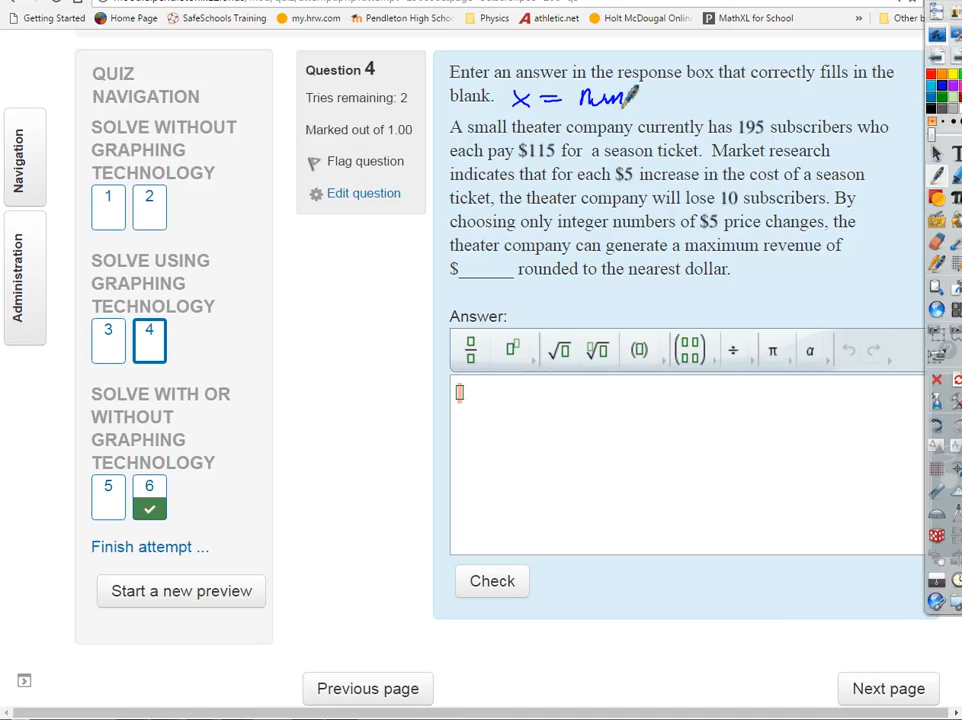 Getting Started Home Page SafeSchools Training my.hrw.com Pendleton High Scho Physics athletic.net Holt McDougal Onlin MathXL for School » Other b
Navigation
Administration
QUIZ
NAVIGATION
SOLVE WITHOUT
GRAPHING
TECHNOLOGY
1 2
SOLVE USING
GRAPHING
TECHNOLOGY
3 4
SOLVE WITH OR
WITHOUT
GRAPHING
TECHNOLOGY
5 6
Finish attempt ...
Start a new preview
Question 4
Tries remaining: 2
Marked out of 1.00
Flag question
Edit question
Enter an answer in the response box that correctly fills in the
blank. x = num
A small theater company currently has 195 subscribers who
each pay $115 for a season ticket. Market research
indicates that for each $5 increase in the cost of a season
ticket, the theater company will lose 10 subscribers. By
choosing only integer numbers of $5 price changes, the
theater company can generate a maximum revenue of
$______ rounded to the nearest dollar.
Answer:
÷ π α
Check
Previous page
Next page